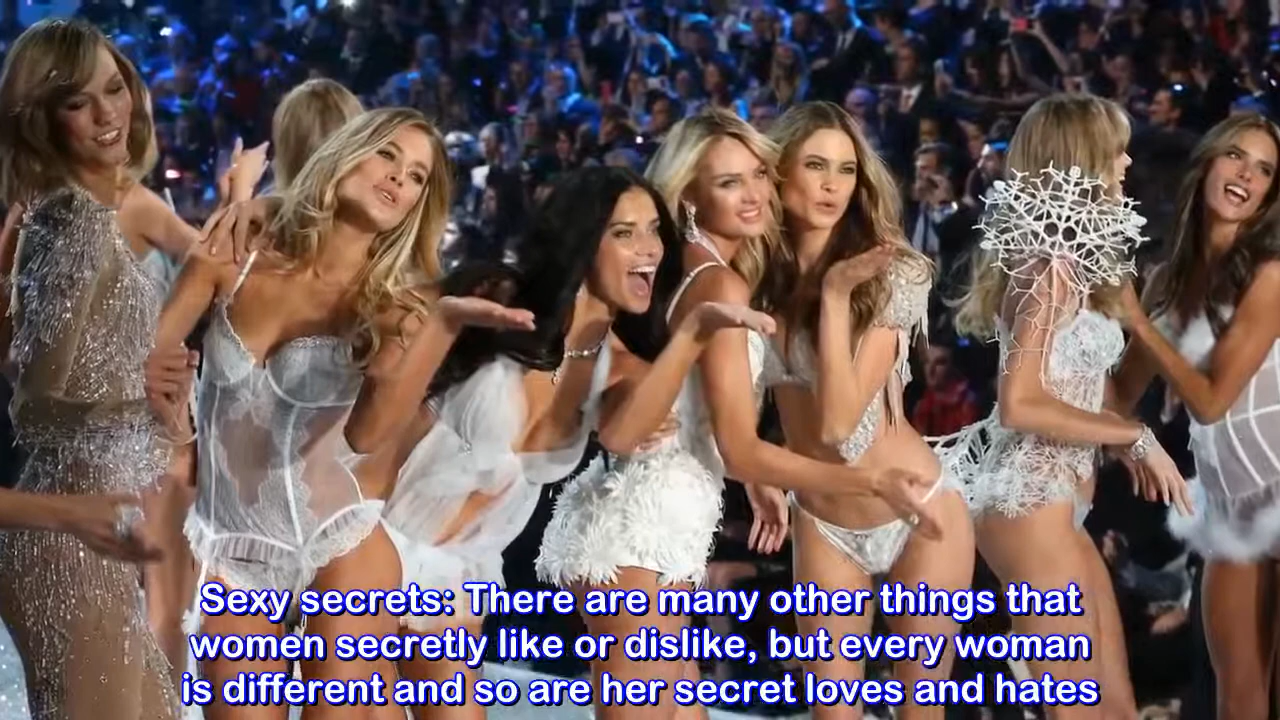 Sexy secrets: There are many other things that
women secretly like or dislike, but every woman
is different and so are her secret loves and hates